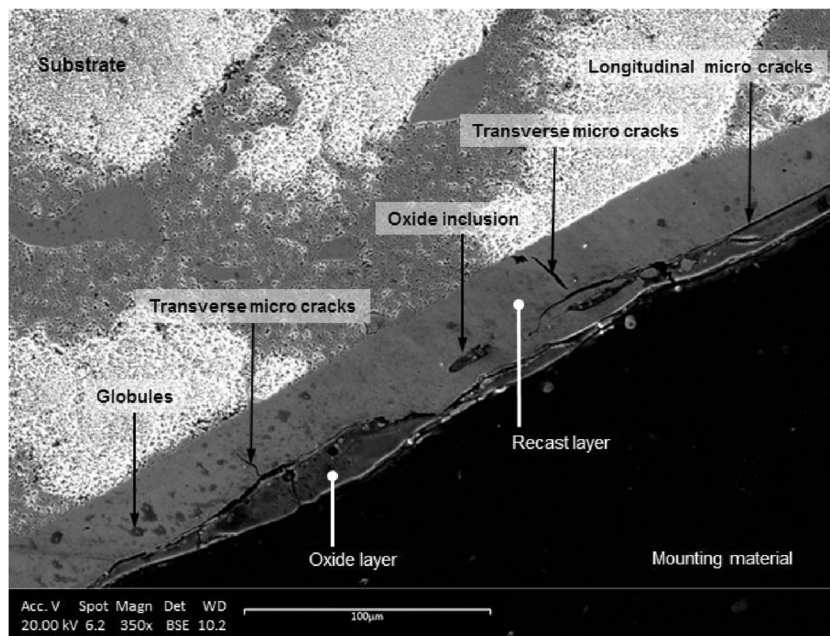 Substrate
Longitudinal micro cracks
Transverse micro cracks
Oxide inclusion
Transverse micro cracks
Globules
Recast layer
Oxide layer
Mounting material
Acc. V Spot Magn Det WD
20.00 kV 6.2 350x BSE 10.2
100µm